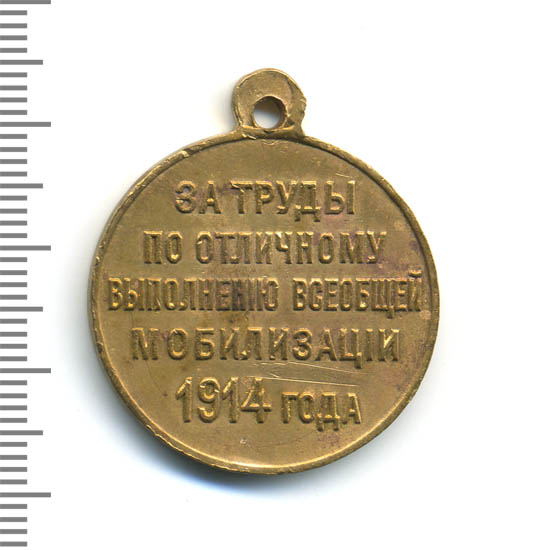 ЗА ТРУДЫ
ПО ОТЛИЧНОМУ
ВЫПОЛНЕНІЮ ВСЕОБЩЕЙ
МОБИЛИЗАЦІИ
1914 ГОДА